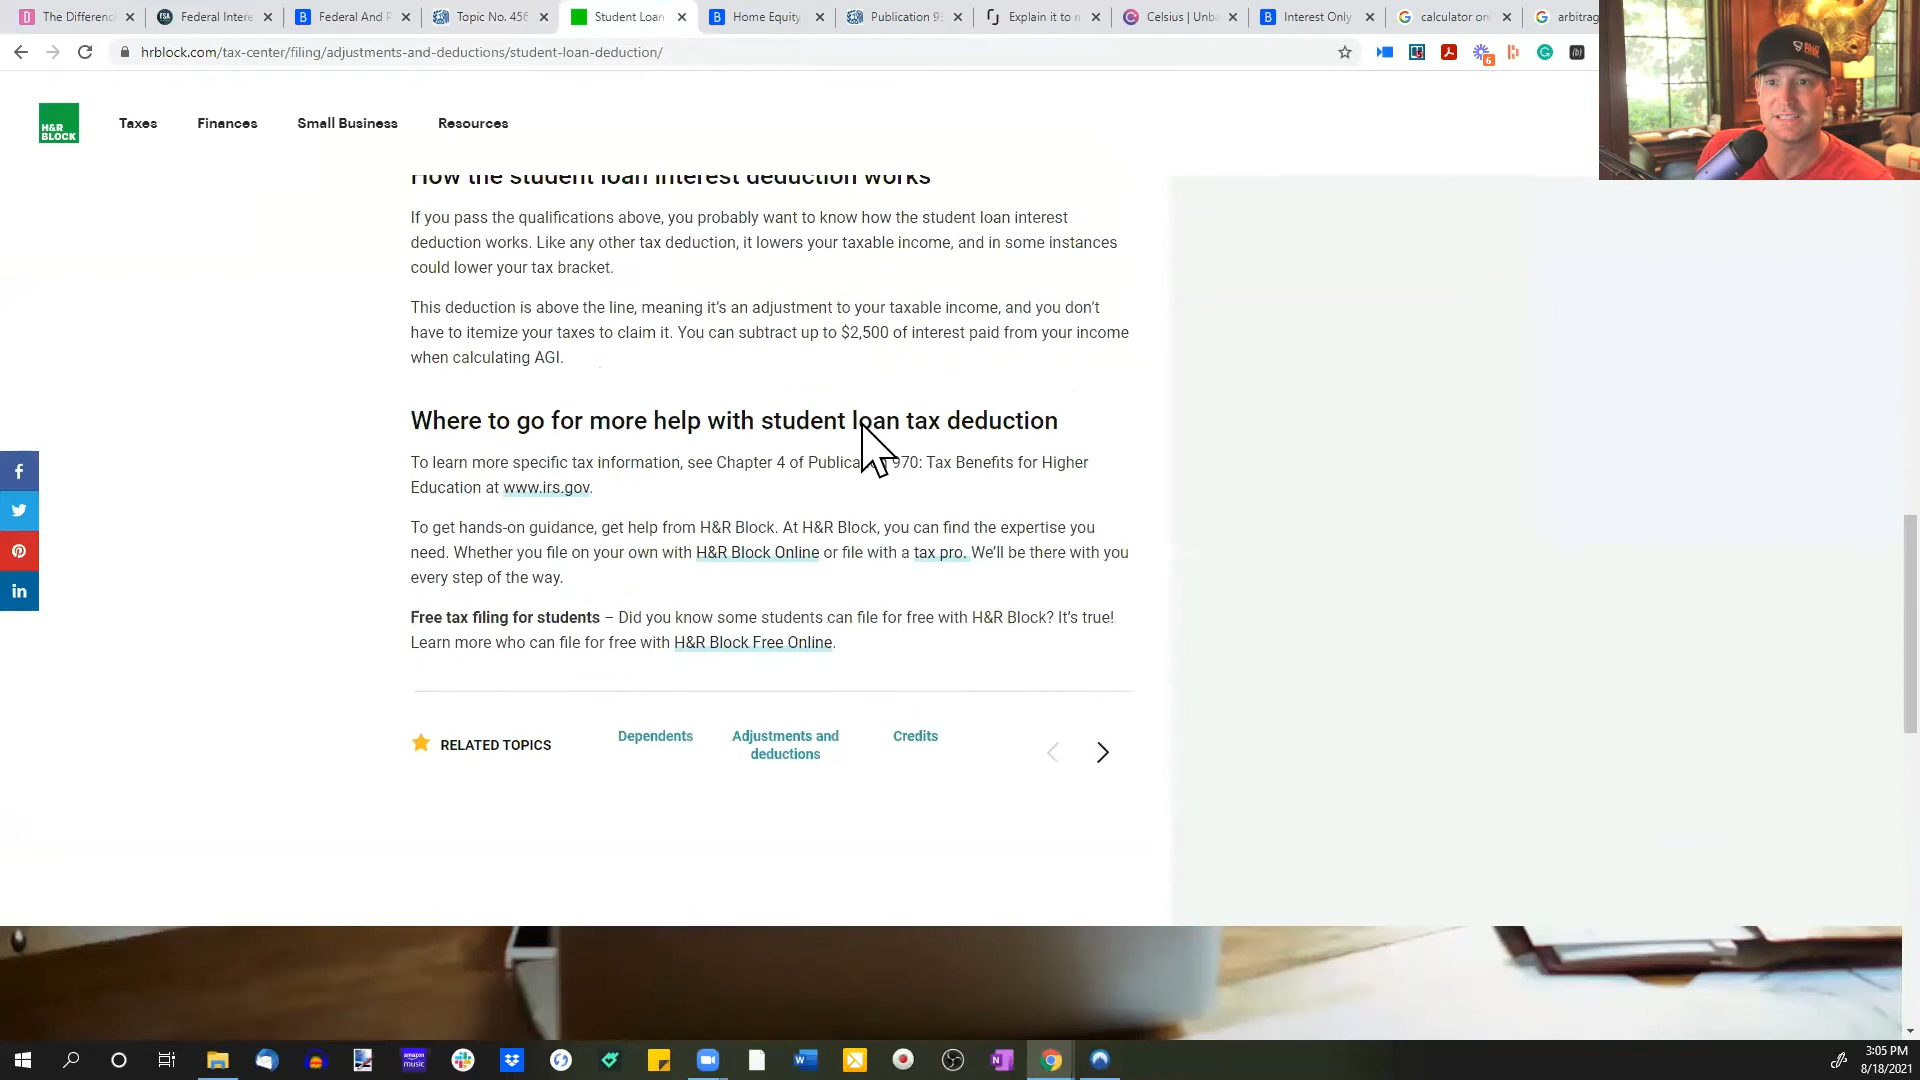 The Differenc
Federal Intere
Federal And P
Topic No. 456
Student Loan
Home Equity
Publication 93
Explain it to m
Celsius | Unba
Interest Only
calculator onl
arbitrag
hrblock.com/tax-center/filing/adjustments-and-deductions/student-loan-deduction/
6
H&R
BLOCK
Taxes
Finances
Small Business
Resources
How the student loan interest deduction works
If you pass the qualifications above, you probably want to know how the student loan interest
deduction works. Like any other tax deduction, it lowers your taxable income, and in some instances
could lower your tax bracket.
This deduction is above the line, meaning it's an adjustment to your taxable income, and you don't
have to itemize your taxes to claim it. You can subtract up to $2,500 of interest paid from your income
when calculating AGI.
Where to go for more help with student loan tax deduction
To learn more specific tax information, see Chapter 4 of Publica 970: Tax Benefits for Higher
Education at www.irs.gov.
To get hands-on guidance, get help from H&R Block. At H&R Block, you can find the expertise you
need. Whether you file on your own with H&R Block Online or file with a tax pro. We'll be there with you
every step of the way.
Free tax filing for students – Did you know some students can file for free with H&R Block? It's true!
Learn more who can file for free with H&R Block Free Online.
RELATED TOPICS
Dependents
Adjustments and
deductions
Credits
3:05 PM
8/18/2021